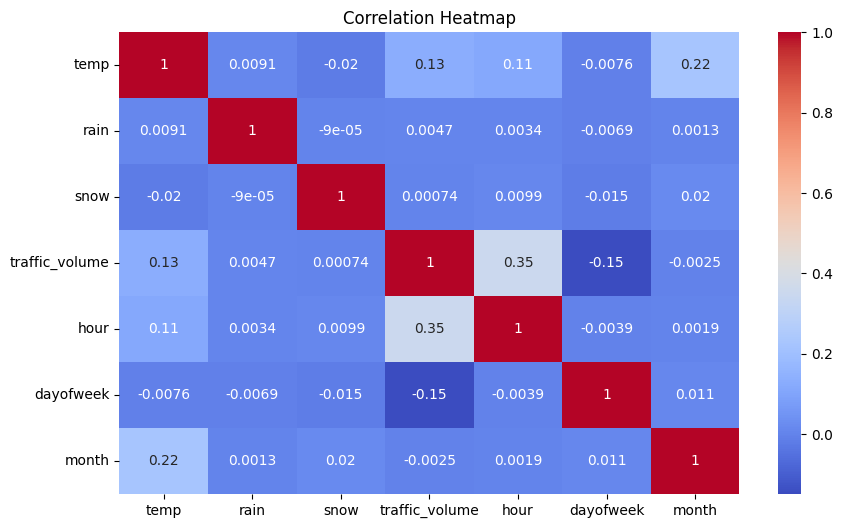 Correlation Heatmap
temp 1 0.0091 -0.02 0.13 0.11 -0.0076 0.22
rain 0.0091 1 -9e-05 0.0047 0.0034 -0.0069 0.0013
snow -0.02 -9e-05 1 0.00074 0.0099 -0.015 0.02
traffic_volume 0.13 0.0047 0.00074 1 0.35 -0.15 -0.0025
hour 0.11 0.0034 0.0099 0.35 1 -0.0039 0.0019
dayofweek -0.0076 -0.0069 -0.015 -0.15 -0.0039 1 0.011
month 0.22 0.0013 0.02 -0.0025 0.0019 0.011 1
temp rain snow traffic_volume hour dayofweek month
1.0
0.8
0.6
0.4
0.2
0.0